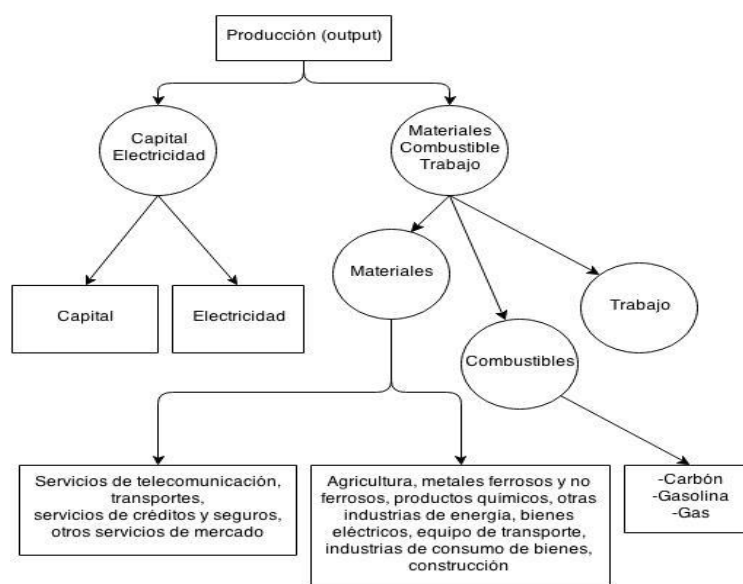 Producción (output)
Capital
Electricidad
Materiales
Combustible
Trabajo
Materiales
Trabajo
Capital
Electricidad
Combustibles
Servicios de telecomunicación,
transportes,
servicios de créditos y seguros,
otros servicios de mercado
Agricultura, metales ferrosos y no
ferrosos, productos químicos, otras
industrias de energia, bienes
eléctricos, equipo de transporte,
industrias de consumo de bienes,
construcción
-Carbón
-Gasolina
-Gas